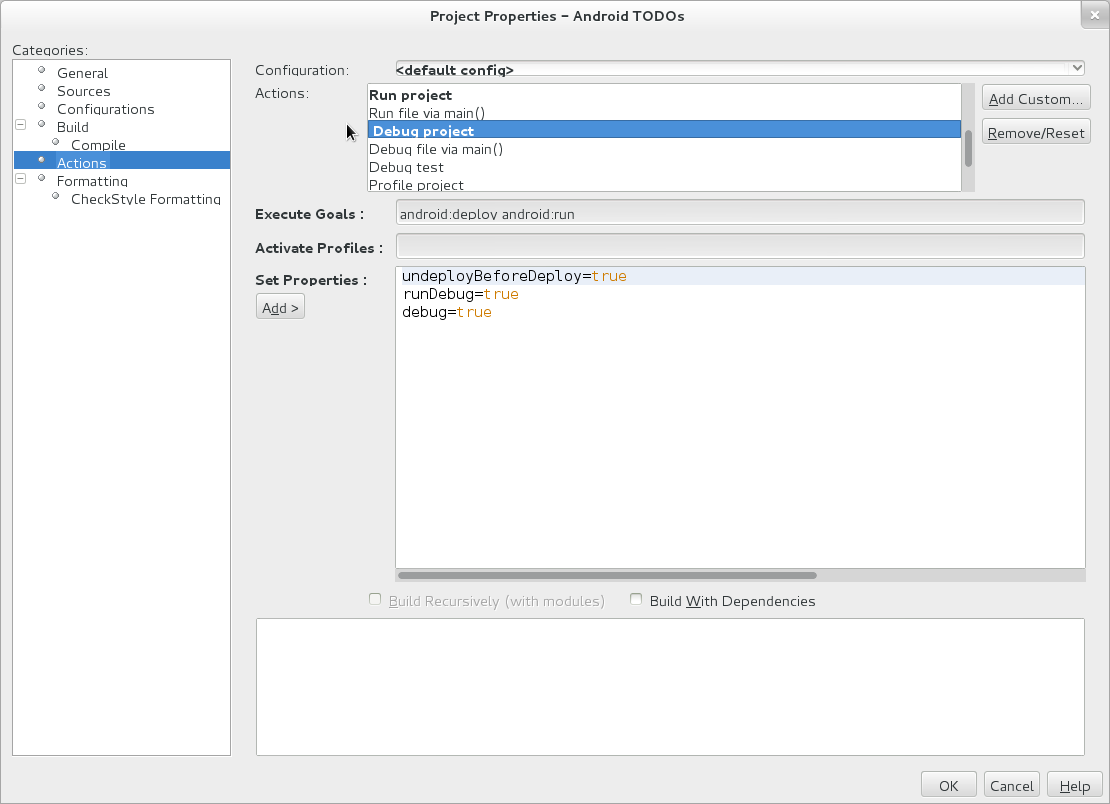 Project Properties – Android TODOs
Categories:
General
Sources
Configurations
Build
Compile
Actions
Formatting
CheckStyle Formatting
Configuration:
<default config>
Actions:
Run project
Run file via main()
Debug project
Debug file via main()
Debug test
Profile project
Add Custom...
Remove/Reset
Execute Goals :
android:deploy android:run
Activate Profiles :
Set Properties :
Add >
undeployBeforeDeploy=true
runDebug=true
debug=true
Build Recursively (with modules)
Build With Dependencies
OK
Cancel
Help